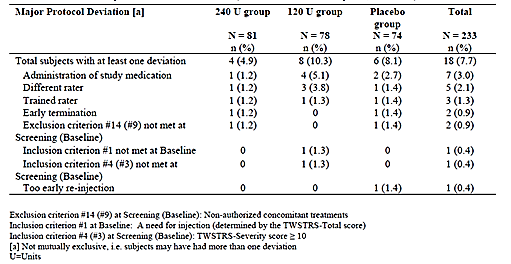 Major Protocol Deviation [a] 240 U group 120 U group Placebo group Total
N = 81 N = 78 N = 74 N = 233
n (%) n (%) n (%) n (%)
Total subjects with at least one deviation 4 (4.9) 8 (10.3) 6 (8.1) 18 (7.7)
Administration of study medication 1 (1.2) 4 (5.1) 2 (2.7) 7 (3.0)
Different rater 1 (1.2) 3 (3.8) 1 (1.4) 5 (2.1)
Trained rater 1 (1.2) 1 (1.3) 1 (1.4) 3 (1.3)
Early termination 1 (1.2) 0 1 (1.4) 2 (0.9)
Exclusion criterion #14 (#9) not met at 1 (1.2) 0 1 (1.4) 2 (0.9)
Screening (Baseline)
Inclusion criterion #1 not met at Baseline 0 1 (1.3) 0 1 (0.4)
Inclusion criterion #4 (#3) not met at 0 1 (1.3) 0 1 (0.4)
Screening (Baseline)
Too early re-injection 0 0 1 (1.4) 1 (0.4)
Exclusion criterion #14 (#9) at Screening (Baseline): Non-authorized concomitant treatments
Inclusion criterion #1 at Baseline: A need for injection (determined by the TWSTRS-Total score)
Inclusion criterion #4 (#3) at Screening (Baseline): TWSTRS-Severity score ≥ 10
[a] Not mutually exclusive, i.e. subjects may have had more than one deviation
U=Units